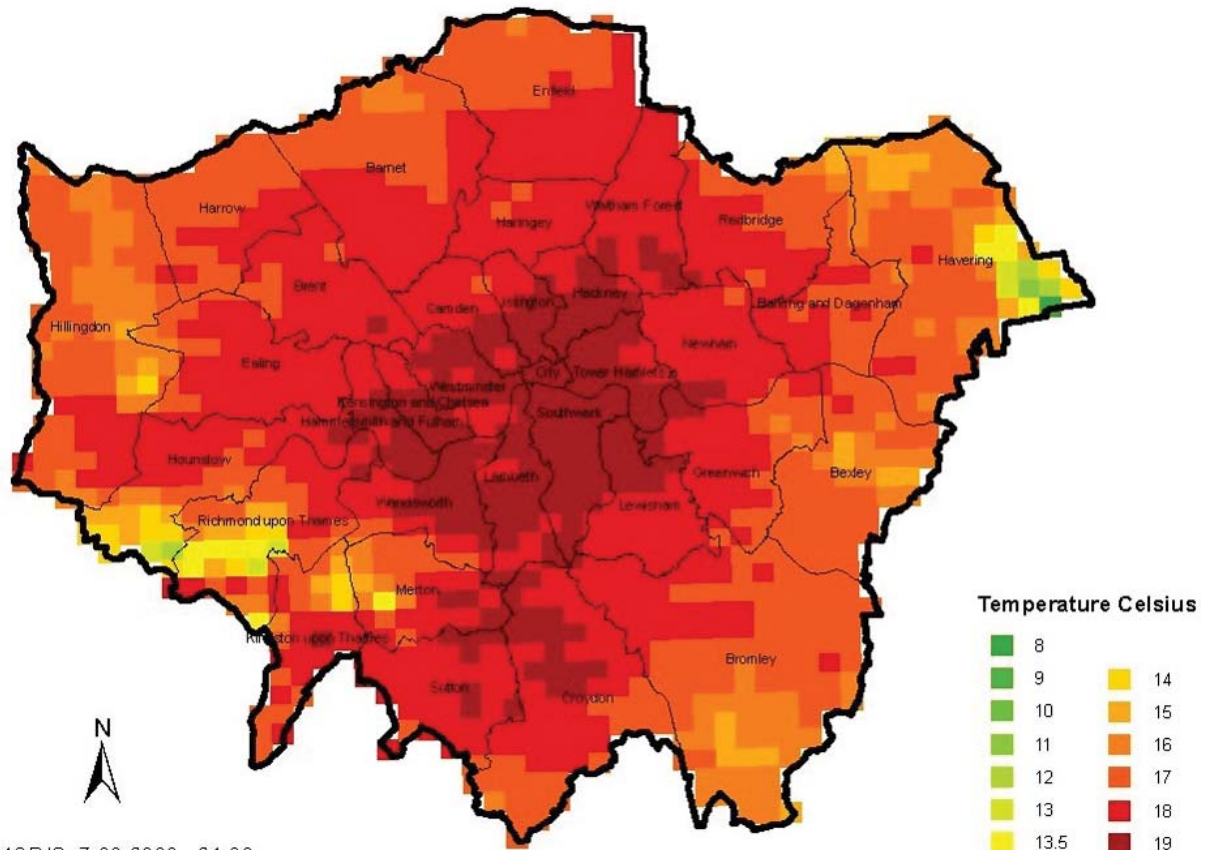 Enfield
Barnet
Harrow
Haringey
Waltham Forest
Redbridge
Havering
Brent
Camden
Islington
Hackney
Barking and Dagenham
Hillingdon
Ealing
Newham
City
Tower Hamlets
Westminster
Kensington and Chelsea
Hammersmith and Fulham
Southwark
Hounslow
Lambeth
Greenwich
Bexley
Wandsworth
Lewisham
Richmond upon Thames
Merton
Kingston upon Thames
Bromley
Sutton
Croydon
N
Temperature Celsius
8
9
10
11
12
13
13.5
14
15
16
17
18
19